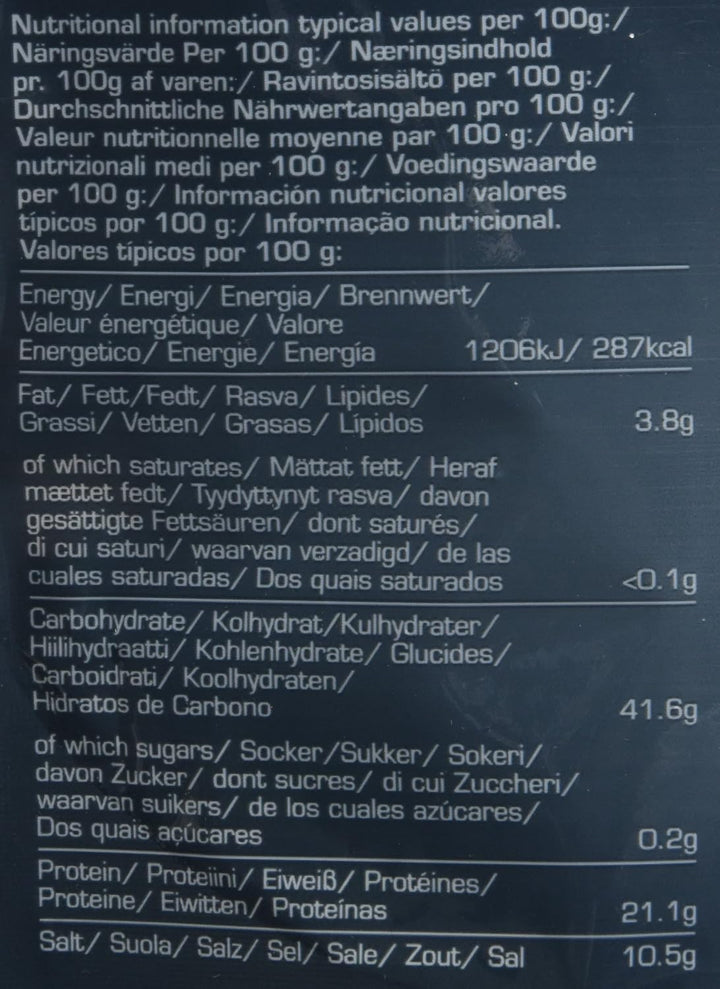 Nutritional information typical values per 100g:/
Näringsvärde Per 100 g:/ Næringsindhold
pr. 100g af varen:/ Ravintosisältö per 100 g:/
Durchschnittliche Nährwertangaben pro 100 g:/
Valeur nutritionnelle moyenne par 100 g:/ Valori
nutrizionali medi per 100 g:/ Voedingswaarde
per 100 g:/ Información nutricional valores
típicos por 100 g:/ Informação nutricional.
Valores típicos por 100 g:
Energy/ Energi/ Energia/ Brennwert/
Valeur énergétique/ Valore
Energetico/ Energie/ Energía 1206kJ/ 287kcal
Fat/ Fett/Fedt/ Rasva/ Lipides/
Grassi/ Vetten/ Grasas/ Lípidos 3.8g
of which saturates/ Mättat fett/ Heraf
mættet fedt/ Tyydyttynyt rasva/ davon
gesättigte Fettsäuren/ dont saturés/
di cui saturi/ waarvan verzadigd/ de las
cuales saturadas/ Dos quais saturados <0.1g
Carbohydrate/ Kolhydrat/Kulhydrater/
Hiilihydraatti/ Kohlenhydrate/ Glucides/
Carboidrati/ Koolhydraten/
Hidratos de Carbono 41.6g
of which sugars/ Socker/Sukker/ Sokeri/
davon Zucker/ dont sucres/ di cui Zuccheri/
waarvan suikers/ de los cuales azúcares/
Dos quais açúcares 0.2g
Protein/ Proteiini/ Eiweiß/ Protéines/
Proteine/ Eiwitten/ Proteínas 21.1g
Salt/ Suola/ Salz/ Sel/ Sale/ Zout/ Sal 10.5g